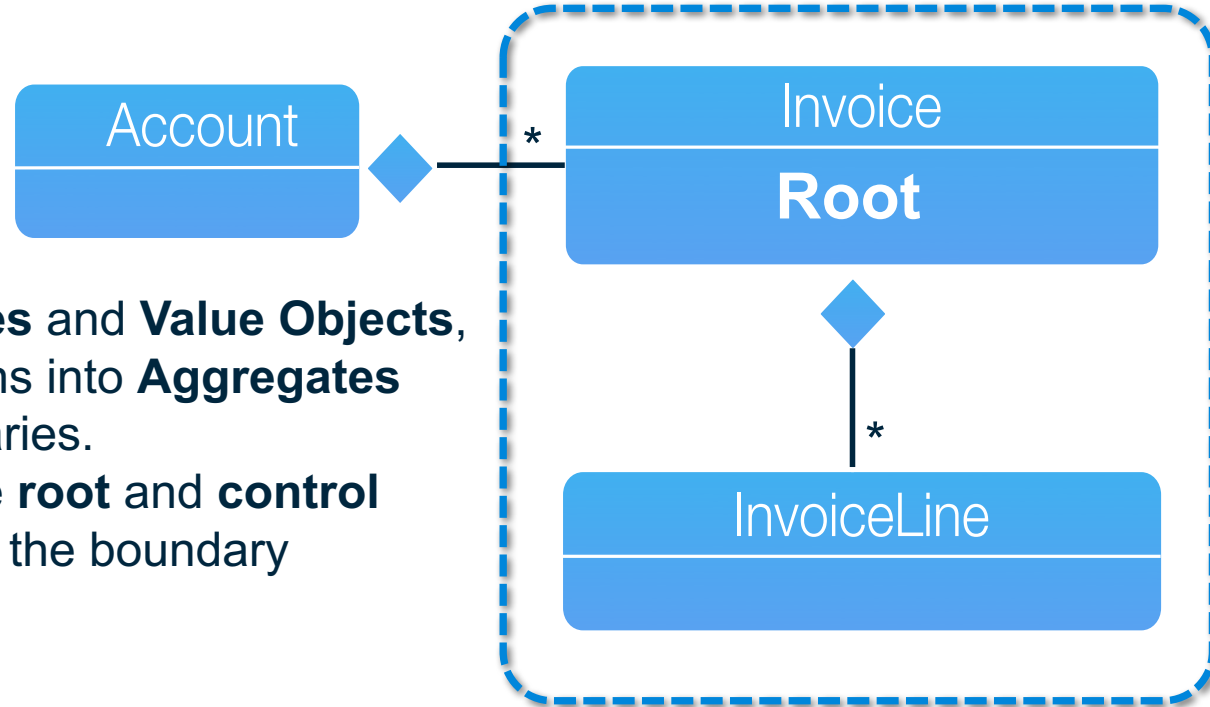 Account
*
Invoice
Root
es and Value Objects,
ns into Aggregates
aries.
e root and control
the boundary
*
InvoiceLine